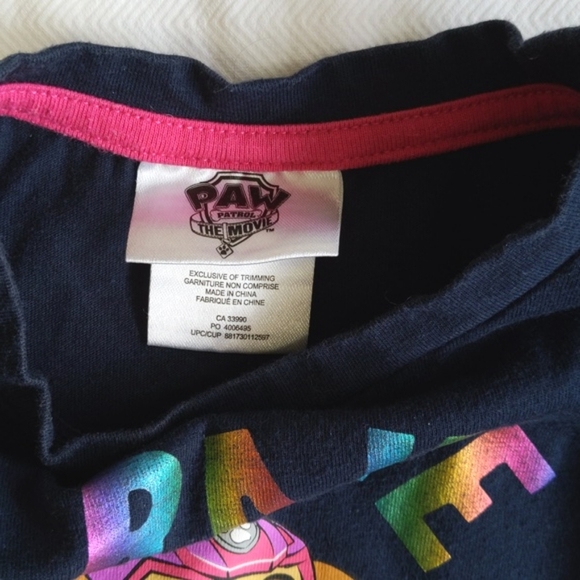 PAW
PATROL
THE MOVIE™
EXCLUSIVE OF TRIMMING
GARNITURE NON COMPRISE
MADE IN CHINA
FABRIQUÉ EN CHINE
CA 33990
PO 4006495
UPC/CUP 881730112597